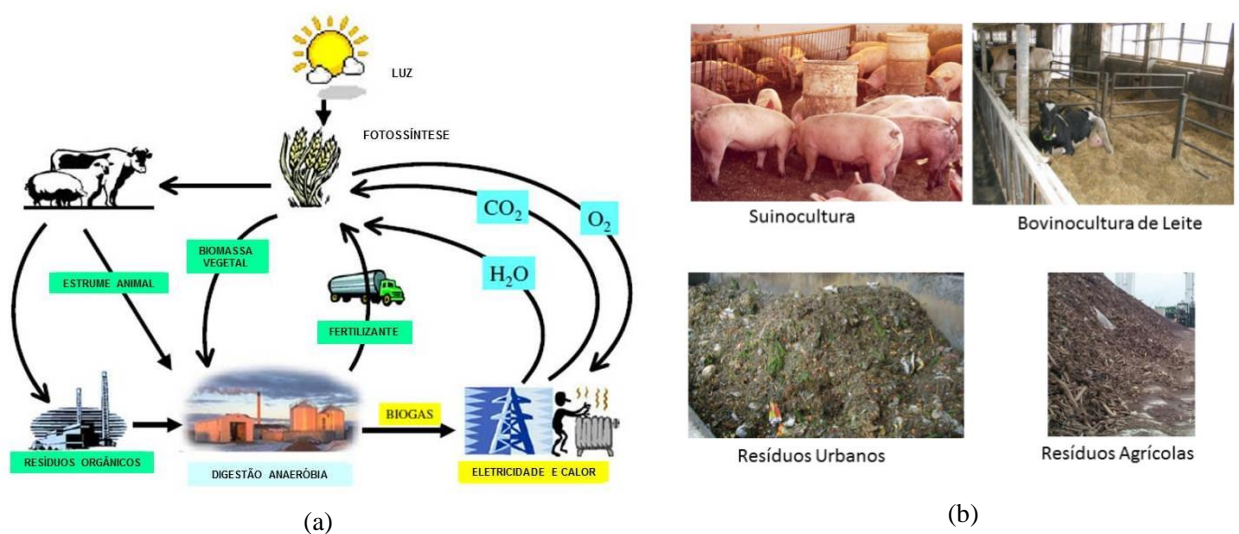 LUZ
FOTOSSÍNTESE
CO₂
O₂
BIOMASSA
VEGETAL
H₂O
ESTRUME ANIMAL
FERTILIZANTE
BIOGAS
RESÍDUOS ORGÂNICOS
DIGESTÃO ANAERÓBIA
ELETRICIDADE E CALOR
(a)
Suinocultura
Bovinocultura de Leite
Resíduos Urbanos
Resíduos Agrícolas
(b)